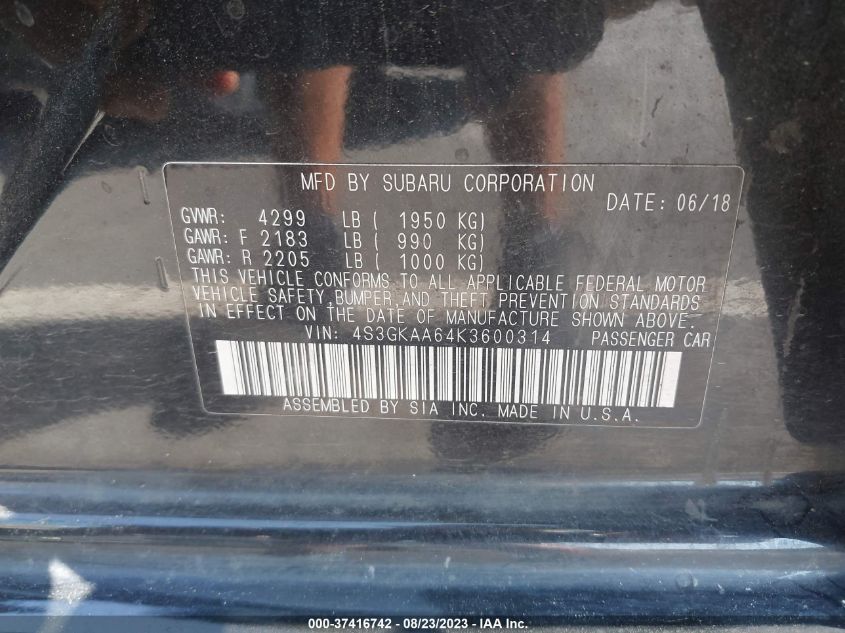 MFD BY SUBARU CORPORATION
DATE: 06/18
GVWR: 4299 LB ( 1950 KG)
GAWR: F 2183 LB ( 990 KG)
GAWR: R 2205 LB ( 1000 KG)
THIS VEHICLE CONFORMS TO ALL APPLICABLE FEDERAL MOTOR
VEHICLE SAFETY, BUMPER, AND THEFT PREVENTION STANDARDS
IN EFFECT ON THE DATE OF MANUFACTURE SHOWN ABOVE.
VIN: 4S3GKAA64K3600314 PASSENGER CAR
ASSEMBLED BY SIA INC. MADE IN U.S.A.
000-37416742 - 08/23/2023 - IAA Inc.